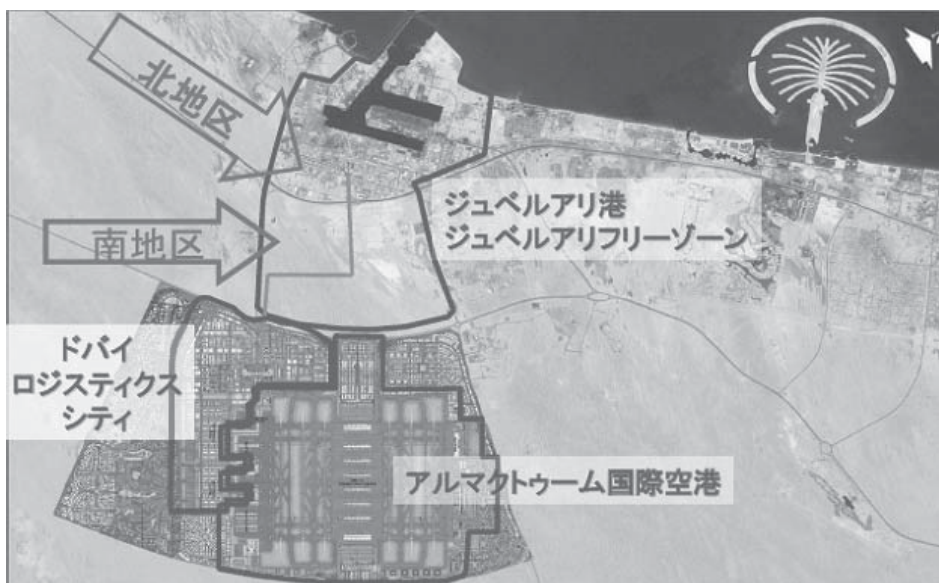 北地区
ジュベルアリ港
ジュベルアリフリーゾーン
南地区
ドバイ
ロジスティクス
シティ
アルマクトゥーム国際空港